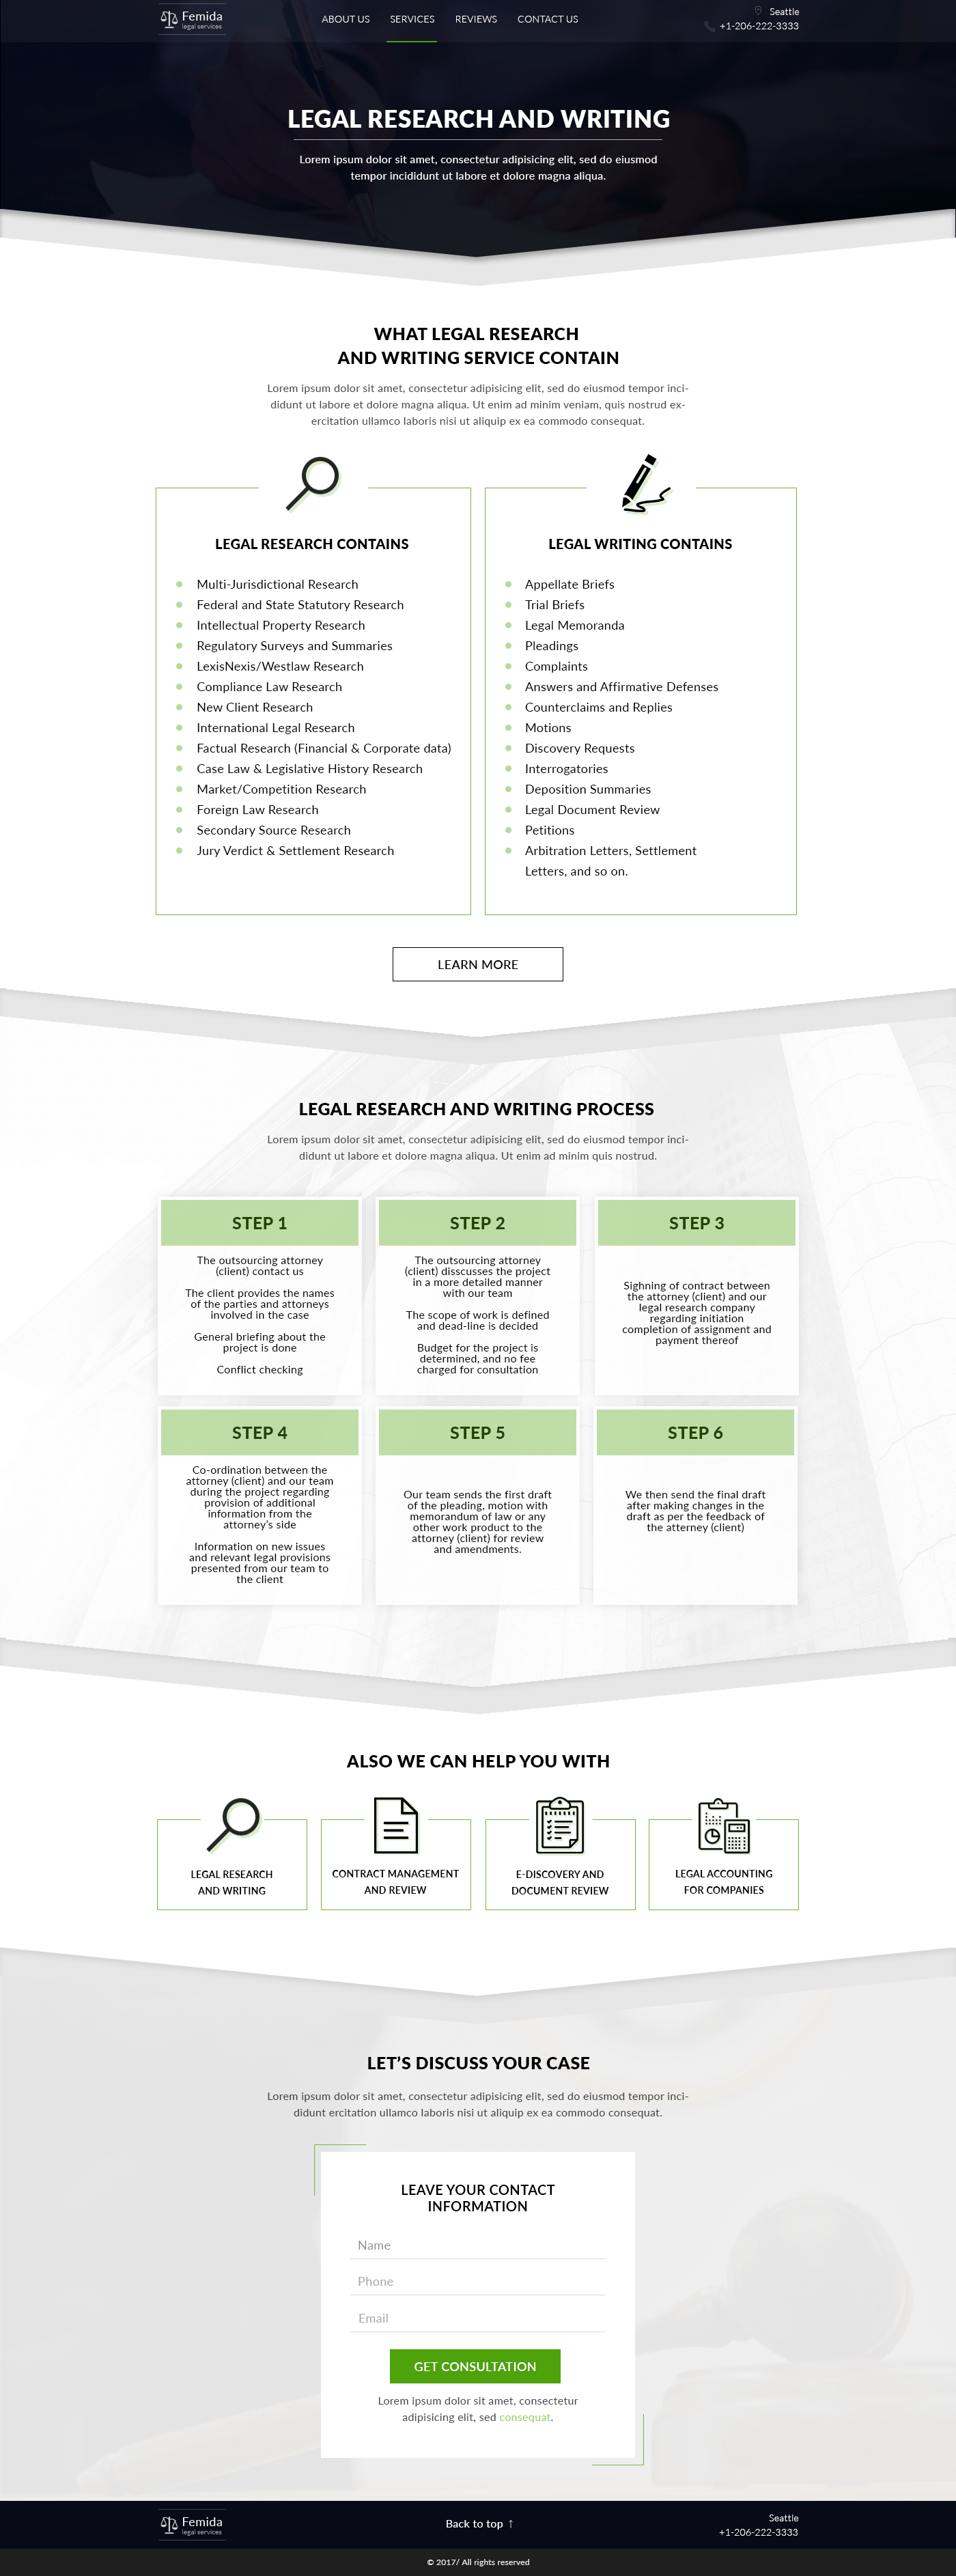 Femida
legal services
ABOUT US
SERVICES
REVIEWS
CONTACT US
Seattle
+1-206-222-3333
LEGAL RESEARCH AND WRITING
Lorem ipsum dolor sit amet, consectetur adipisicing elit, sed do eiusmod
tempor incididunt ut labore et dolore magna aliqua.
WHAT LEGAL RESEARCH
AND WRITING SERVICE CONTAIN
Lorem ipsum dolor sit amet, consectetur adipisicing elit, sed do eiusmod tempor inci-
didunt ut labore et dolore magna aliqua. Ut enim ad minim veniam, quis nostrud ex-
ercitation ullamco laboris nisi ut aliquip ex ea commodo consequat.
LEGAL RESEARCH CONTAINS
Multi-Jurisdictional Research
Federal and State Statutory Research
Intellectual Property Research
Regulatory Surveys and Summaries
LexisNexis/Westlaw Research
Compliance Law Research
New Client Research
International Legal Research
Factual Research (Financial & Corporate data)
Case Law & Legislative History Research
Market/Competition Research
Foreign Law Research
Secondary Source Research
Jury Verdict & Settlement Research
LEGAL WRITING CONTAINS
Appellate Briefs
Trial Briefs
Legal Memoranda
Pleadings
Complaints
Answers and Affirmative Defenses
Counterclaims and Replies
Motions
Discovery Requests
Interrogatories
Deposition Summaries
Legal Document Review
Petitions
Arbitration Letters, Settlement
Letters, and so on.
LEARN MORE
LEGAL RESEARCH AND WRITING PROCESS
Lorem ipsum dolor sit amet, consectetur adipisicing elit, sed do eiusmod tempor inci-
didunt ut labore et dolore magna aliqua. Ut enim ad minim quis nostrud.
STEP 1
The outsourcing attorney
(client) contact us
The client provides the names
of the parties and attorneys
involved in the case
General briefing about the
project is done
Conflict checking
STEP 2
The outsourcing attorney
(client) disscusses the project
in a more detailed manner
with our team
The scope of work is defined
and dead-line is decided
Budget for the project is
determined, and no fee
charged for consultation
STEP 3
Sighning of contract between
the attorney (client) and our
legal research company
regarding initiation
completion of assignment and
payment thereof
STEP 4
Co-ordination between the
attorney (client) and our team
during the project regarding
provision of additional
information from the
attorney's side
Information on new issues
and relevant legal provisions
presented from our team to
the client
STEP 5
Our team sends the first draft
of the pleading, motion with
memorandum of law or any
other work product to the
attorney (client) for review
and amendments.
STEP 6
We then send the final draft
after making changes in the
draft as per the feedback of
the atterney (client)
ALSO WE CAN HELP YOU WITH
LEGAL RESEARCH
AND WRITING
CONTRACT MANAGEMENT
AND REVIEW
E-DISCOVERY AND
DOCUMENT REVIEW
LEGAL ACCOUNTING
FOR COMPANIES
LET'S DISCUSS YOUR CASE
Lorem ipsum dolor sit amet, consectetur adipisicing elit, sed do eiusmod tempor inci-
didunt ercitation ullamco laboris nisi ut aliquip ex ea commodo consequat.
LEAVE YOUR CONTACT
INFORMATION
Name
Phone
Email
GET CONSULTATION
Lorem ipsum dolor sit amet, consectetur
adipisicing elit, sed consequat.
Femida
legal services
Back to top ↑
Seattle
+1-206-222-3333
© 2017/ All rights reserved